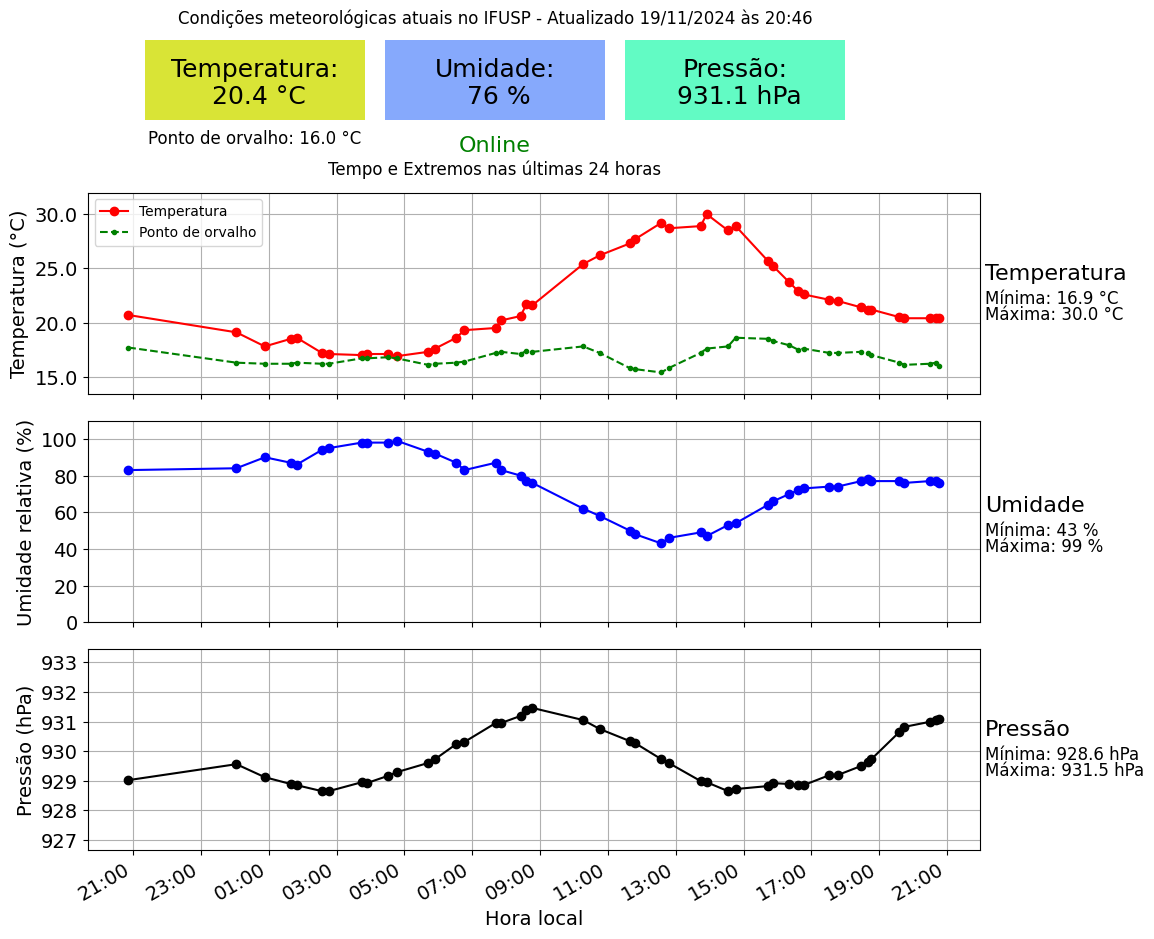 Condições meteorológicas atuais no IFUSP - Atualizado 19/11/2024 às 20:46
Temperatura:
20.4 °C
Umidade:
76 %
Pressão:
931.1 hPa
Ponto de orvalho: 16.0 °C
Online
Tempo e Extremos nas últimas 24 horas
Temperatura (°C)
30.0
25.0
20.0
15.0
Temperatura
Ponto de orvalho
Temperatura
Mínima: 16.9 °C
Máxima: 30.0 °C
Umidade relativa (%)
100
80
60
40
20
0
Umidade
Mínima: 43 %
Máxima: 99 %
Pressão (hPa)
933
932
931
930
929
928
927
Pressão
Mínima: 928.6 hPa
Máxima: 931.5 hPa
21:00 23:00 01:00 03:00 05:00 07:00 09:00 11:00 13:00 15:00 17:00 19:00 21:00
Hora local